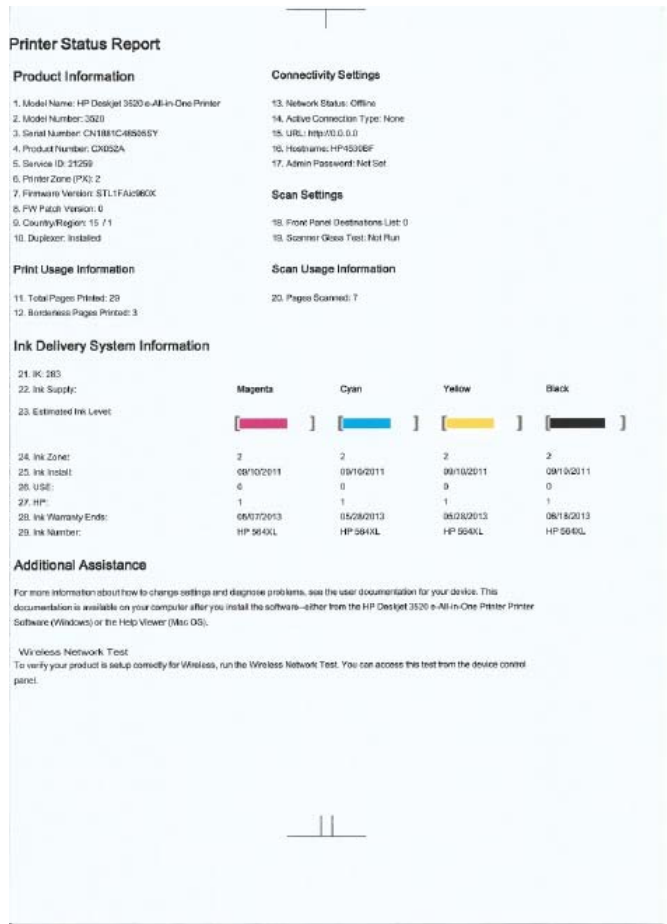 Printer Status Report
Product Information
1. Model Name: HP Deskjet 3520 e-All-in-One Printer
2. Model Number: 3520
3. Serial Number: CN1881C48505SY
4. Product Number: CX052A
5. Service ID: 21259
6. Printer Zone (PX): 2
7. Firmware Version:
8. FW Patch Version: 0
9. Country/Region: 15 / 1
10. Duplexer: Installed
Connectivity Settings
13. Network Status: Offline
14. Active Connection Type: None
15. URL: http://0.0.0.0
16. Hostname: HP4530BF
17. Admin Password: Not Set
Scan Settings
18. Front Panel Destinations List: 0
19. Scanner Glass Test: Not Run
Print Usage Information
11. Total Pages Printed: 29
12. Borderless Pages Printed: 3
Scan Usage Information
20. Pages Scanned: 7
Ink Delivery System Information
21. IK: 283
22. Ink Supply: Magenta Cyan Yellow Black
23. Estimated Ink Level:
24. Ink Zone: 2 2 2 2
25. Ink Install: 09/10/2011 09/10/2011 09/10/2011 09/10/2011
26. USE: 0 0 0 0
27. HP: 1 1 1 1
28. Ink Warranty Ends: 05/28/2013 05/28/2013 06/18/2013
29. Ink Number: HP 564XL HP 564XL HP 564XL HP 564XL
Additional Assistance
For more information about how to change settings and diagnose problems, see the user documentation for your device. This
documentation is available on your computer after you install the software--either from the HP Deskjet 3520 e-All-in-One Printer Printer
Software (Windows) or the Help Viewer (Mac OS).
Wireless Network Test
To verify your product is setup correctly for Wireless, run the Wireless Network Test. You can access this test from the device control
panel.